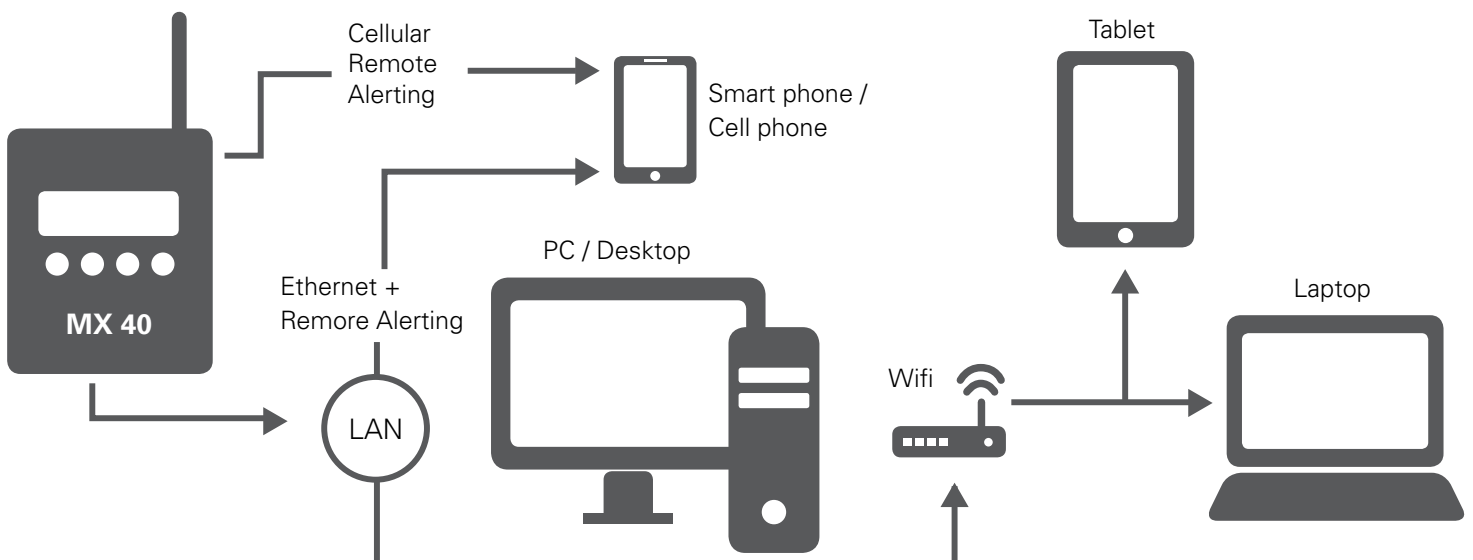 Cellular
Remote
Alerting
Smart phone /
Cell phone
Tablet
MX 40
Ethernet +
Remore Alerting
PC / Desktop
Laptop
Wifi
LAN